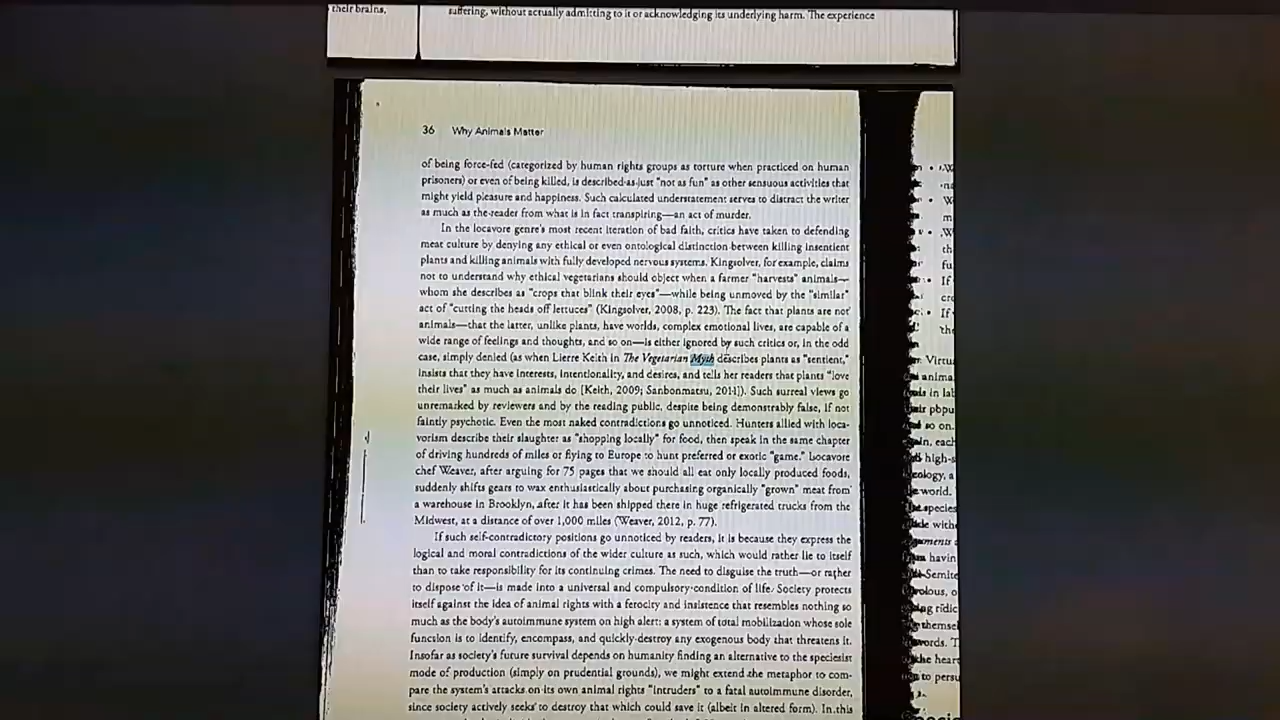 their brains,
suffering, without actually admitting to it or acknowledging its underlying harm. The experience
36 Why Animals Matter
of being force-fed (categorized by human rights groups as torture when practiced on human
prisoners) or even of being killed, is described as just "not as fun" as other sensuous activities that
might yield pleasure and happiness. Such calculated understatement serves to distract the writer
as much as the reader from what is in fact transpiring—an act of murder.
In the locavore genre's most recent iteration of bad faith, critics have taken to defending
meat culture by denying any ethical or even ontological distinction between killing insentient
plants and killing animals with fully developed nervous systems. Kingsolver, for example, claims
not to understand why ethical vegetarians should object when a farmer "harvests" animals—
whom she describes as "crops that blink their eyes"—while being unmoved by the "similar"
act of "cutting the heads off lettuces" (Kingsolver, 2008, p. 223). The fact that plants are not
animals—that the latter, unlike plants, have worlds, complex emotional lives, are capable of a
wide range of feelings and thoughts, and so on—is either ignored by such critics or, in the odd
case, simply denied (as when Lierre Keith in The Vegetarian Myth describes plants as "sentient,"
insists that they have interests, intentionality, and desires, and tells her readers that plants "love
their lives" as much as animals do [Keith, 2009; Sanbonmatsu, 2011]). Such surreal views go
unremarked by reviewers and by the reading public, despite being demonstrably false, if not
faintly psychotic. Even the most naked contradictions go unnoticed. Hunters allied with loca-
vorism describe their slaughter as "shopping locally" for food, then speak in the same chapter
of driving hundreds of miles or flying to Europe to hunt preferred or exotic "game." Locavore
chef Weaver, after arguing for 75 pages that we should all eat only locally produced foods,
suddenly shifts gears to wax enthusiastically about purchasing organically "grown" meat from
a warehouse in Brooklyn, after it has been shipped there in huge refrigerated trucks from the
Midwest, at a distance of over 1,000 miles (Weaver, 2012, p. 77).
If such self-contradictory positions go unnoticed by readers, it is because they express the
logical and moral contradictions of the wider culture as such, which would rather lie to itself
than to take responsibility for its continuing crimes. The need to disguise the truth—or rather
to dispose of it—is made into a universal and compulsory condition of life. Society protects
itself against the idea of animal rights with a ferocity and insistence that resembles nothing so
much as the body's autoimmune system on high alert: a system of total mobilization whose sole
function is to identify, encompass, and quickly destroy any exogenous body that threatens it.
Insofar as society's future survival depends on humanity finding an alternative to the speciesist
mode of production (simply on prudential grounds), we might extend the metaphor to com-
pare the system's attacks on its own animal rights "intruders" to a fatal autoimmune disorder,
since society actively seeks to destroy that which could save it (albeit in altered form). In this